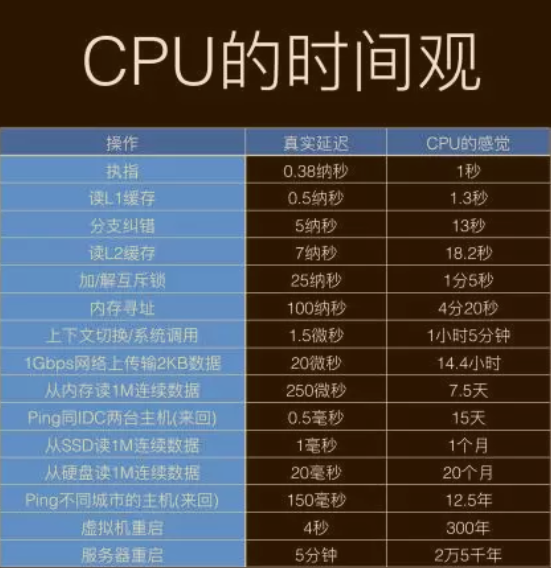 CPU的时间观
操作 真实延迟 CPU的感觉
执指 0.38纳秒 1秒
读L1缓存 0.5纳秒 1.3秒
分支纠错 5纳秒 13秒
读L2缓存 7纳秒 18.2秒
加/解互斥锁 25纳秒 1分5秒
内存寻址 100纳秒 4分20秒
上下文切换/系统调用 1.5微秒 1小时5分钟
1Gbps网络上传输2KB数据 20微秒 14.4小时
从内存读1M连续数据 250微秒 7.5天
Ping同IDC两台主机(来回) 0.5毫秒 15天
从SSD读1M连续数据 1毫秒 1个月
从硬盘读1M连续数据 20毫秒 20个月
Ping不同城市的主机(来回) 150毫秒 12.5年
虚拟机重启 4秒 300年
服务器重启 5分钟 2万5千年